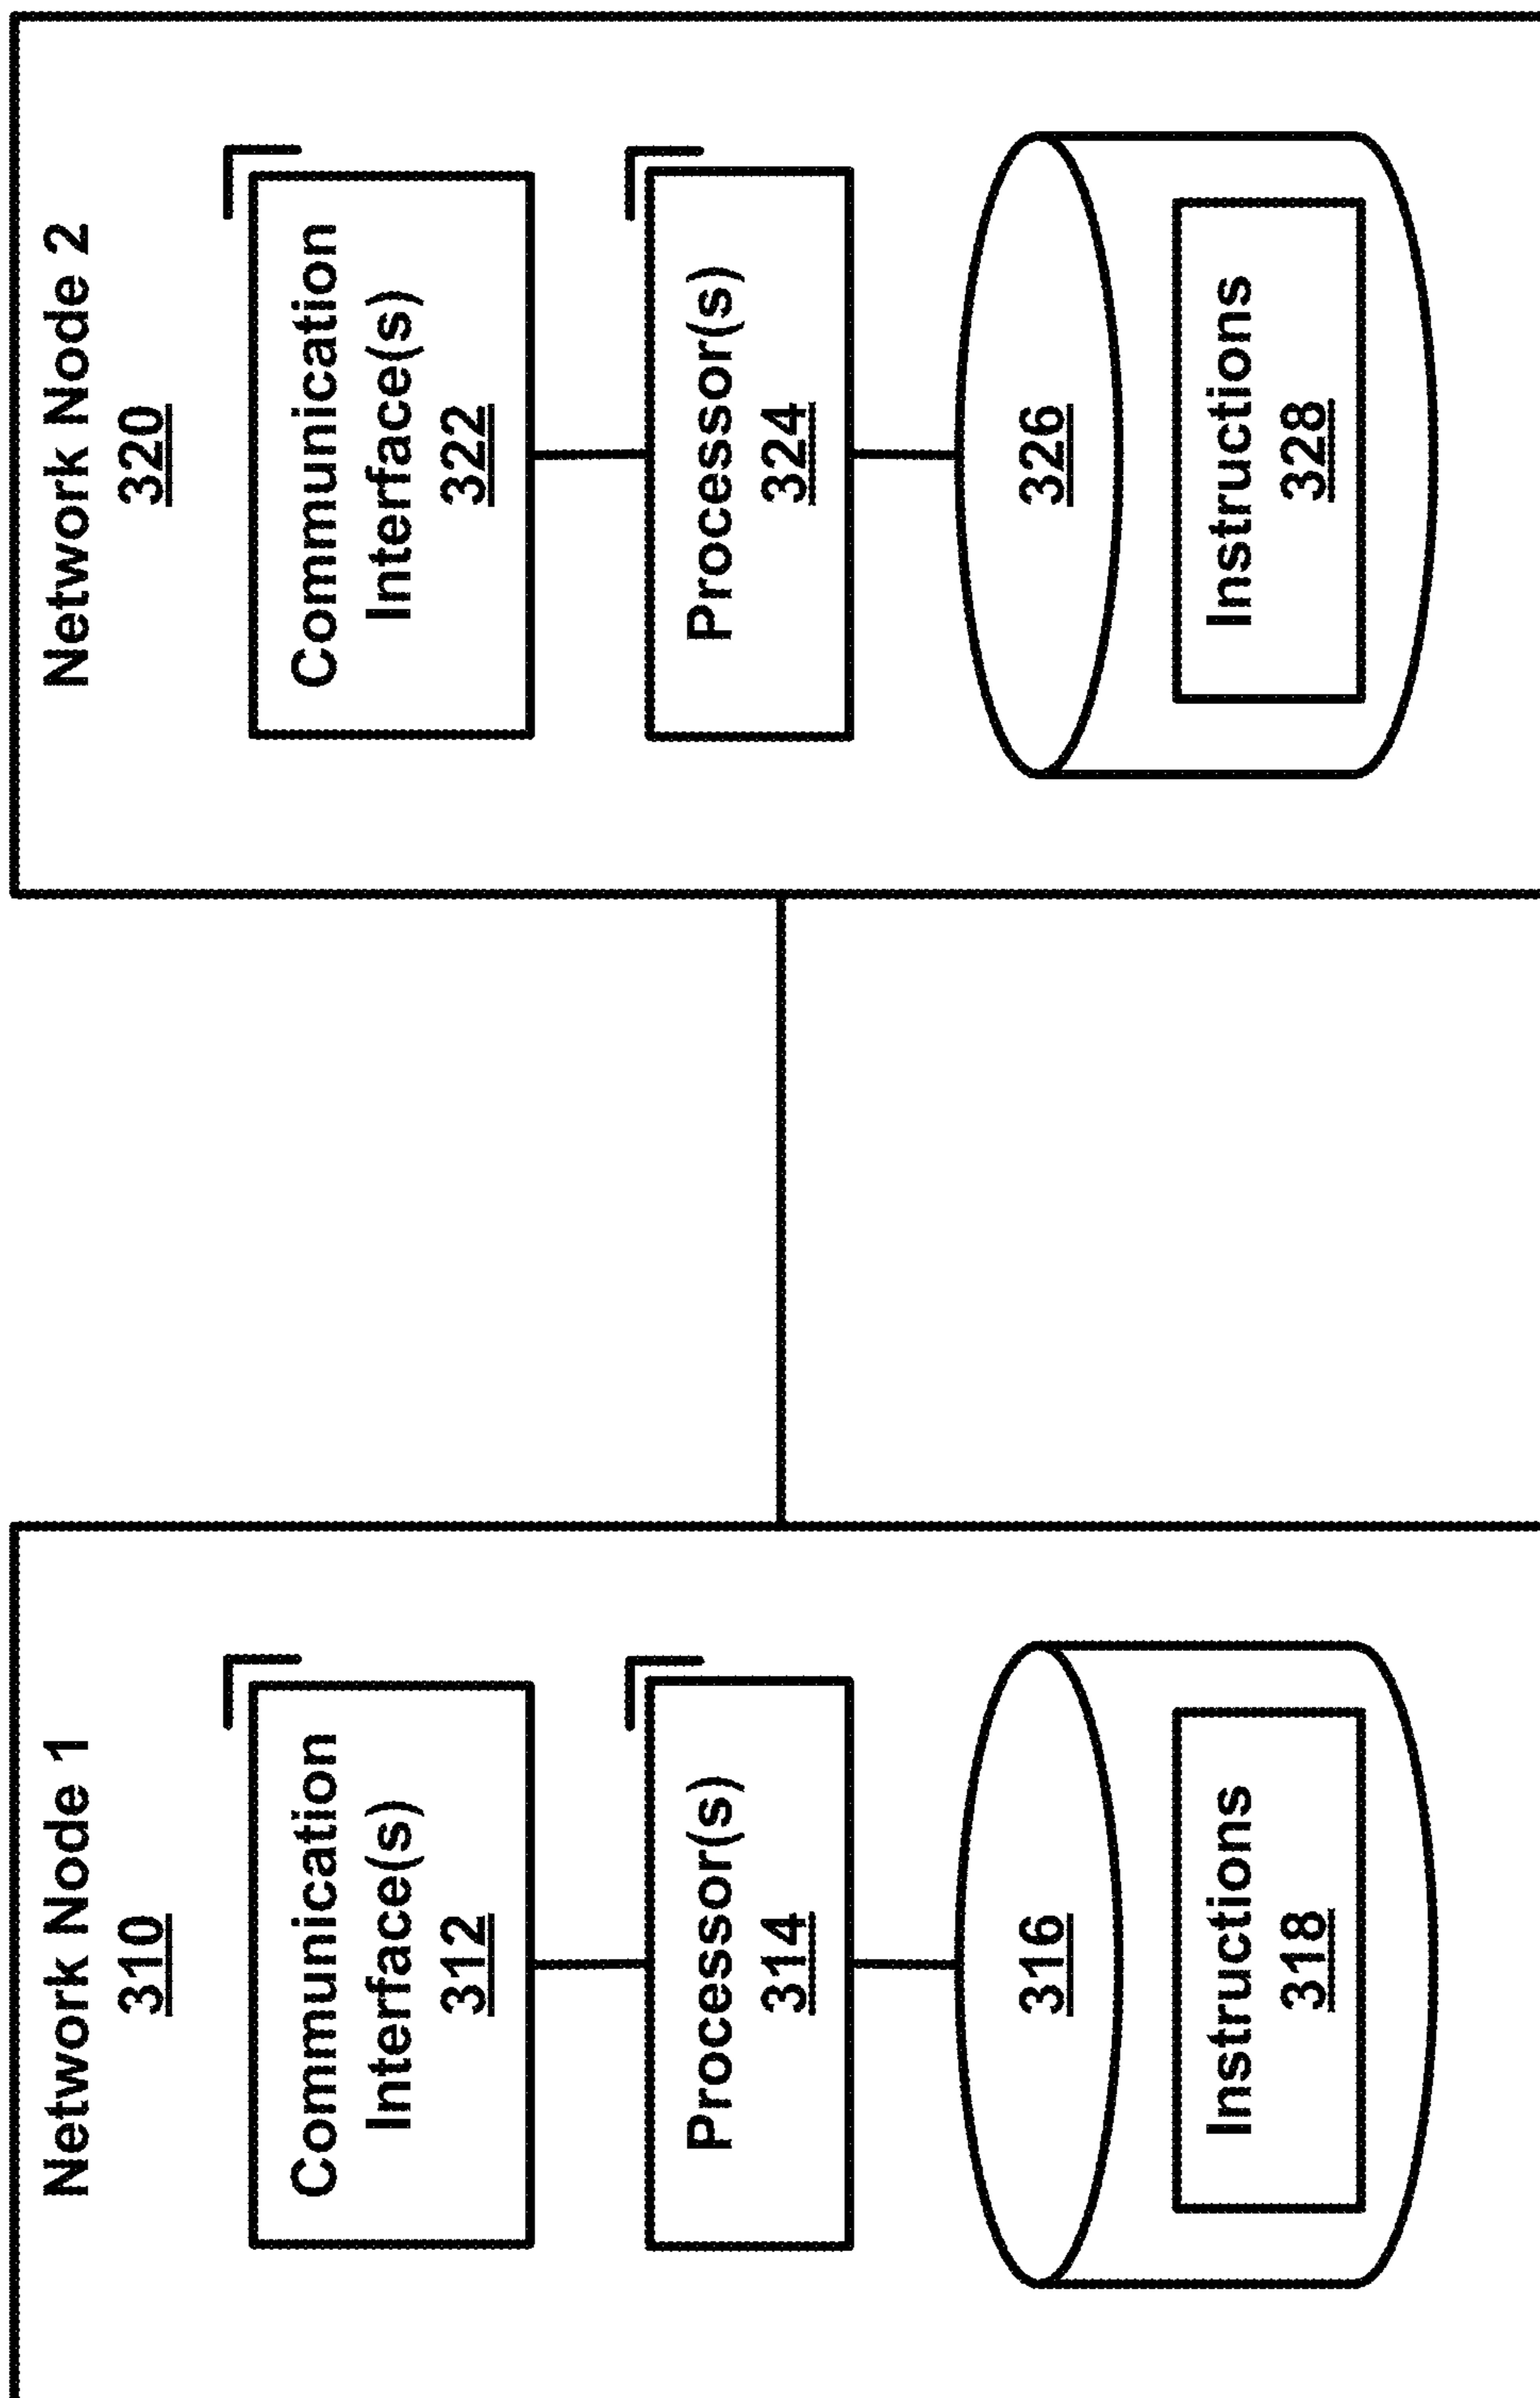 Network Node 1
310
Communication
Interface(s)
312
Processor(s)
314
316
Instructions
318
Network Node 2
320
Communication
Interface(s)
322
Processor(s)
324
326
Instructions
328